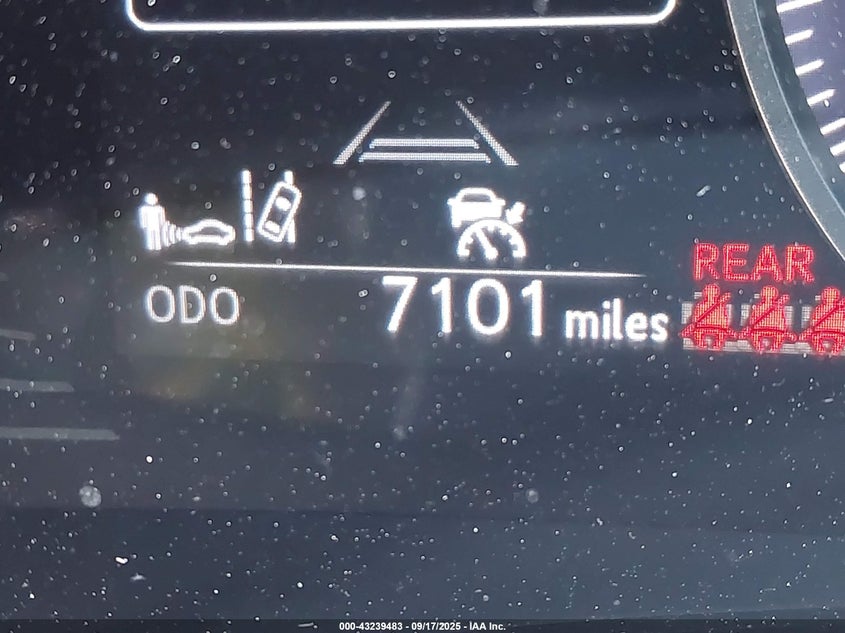 REAR
ODO 7101 miles
000-43239483 - 09/17/2025 - IAA Inc.